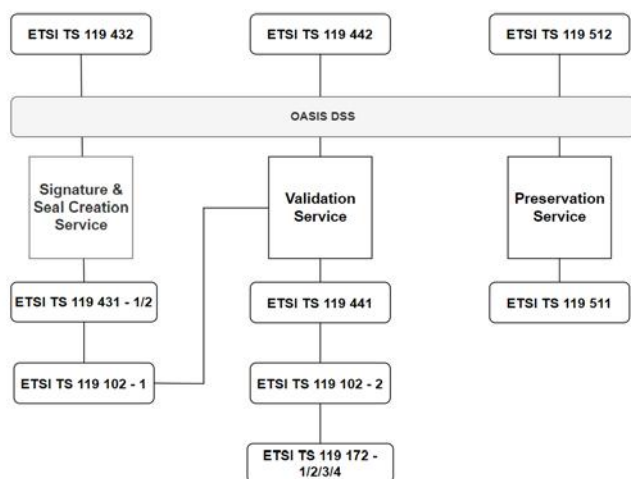 ETSI TS 119 432
ETSI TS 119 442
ETSI TS 119 512
OASIS DSS
Signature &
Seal Creation
Service
Validation
Service
Preservation
Service
ETSI TS 119 431 - 1/2
ETSI TS 119 441
ETSI TS 119 511
ETSI TS 119 102 - 1
ETSI TS 119 102 - 2
ETSI TS 119 172 -
1/2/3/4